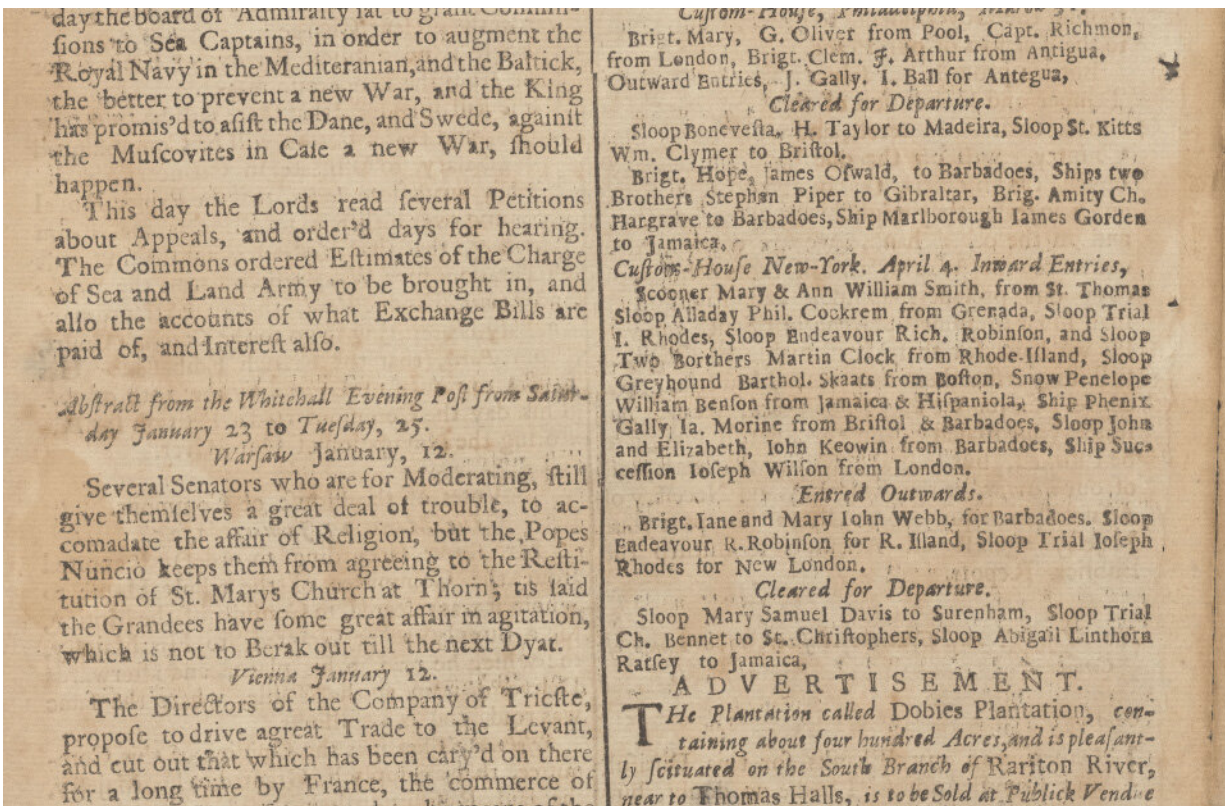 day the board of Admiralty ſat to grant Commiſ-
ſions to Sea Captains, in order to augment the
Royal Navy in the Mediteranian, and the Baltick,
the better to prevent a new War, and the King
has promis'd to aſiſt the Dane, and Swede, againſt
the Muſcovites in Caſe a new War, ſhould
happen.
This day the Lords read ſeveral Petitions
about Appeals, and order'd days for hearing.
The Commons ordered Eſtimates of the Charge
of Sea and Land Army to be brought in, and
alſo the accounts of what Exchange Bills are
paid of, and Intereſt alſo.
Abſtract from the Whitehall Evening Poſt from Satur-
day January 23 to Tueſday, 25.
Warſaw January, 12.
Several Senators who are for Moderating, ſtill
give themſelves a great deal of trouble, to ac-
comadate the affair of Religion, but the Popes
Nuncio keeps them from agreeing to the Reſti-
tution of St. Marys Church at Thorn; tis ſaid
the Grandees have ſome great affair in agitation,
which is not to Berak out till the next Dyat.
Vienna January 12.
The Directors of the Company of Trieſte,
propoſe to drive agreat Trade to the Levant,
and cut out that which has been cary'd on there
for a long time by France, the commerce of
Cuſtom-Houſe, Philadelphia,
Brigt. Mary, G. Oliver from Pool, Capt. Richmon,
from London, Brigt. Clem. J. Arthur from Antigua,
Outward Entries, J. Gally. I. Ball for Antegua,
Cleared for Departure.
Sloop Boneveſta. H. Taylor to Madeira, Sloop St. Kitts
Wm. Clymer to Briſtol.
Brigt. Hope, James Oſwald, to Barbadoes, Ships two
Brothers Stephen Piper to Gibraltar, Brig. Amity Ch.
Hargrave to Barbadoes, Ship Marlborough Iames Gorden
to Jamaica,
Cuſtom-Houſe New-York. April 4. Inward Entries,
Scooner Mary & Ann William Smith, from St. Thomas
Sloop Alladay Phil. Cockrem from Grenada, Sloop Trial
I. Rhodes, Sloop Endeavour Rich. Robinſon, and Sloop
Two Borthers Martin Clock from Rhode-Iſland, Sloop
Greyhound Barthol. Skaats from Boſton, Snow Penelope
William Benſon from Jamaica & Hiſpaniola, Ship Phenix
Gally Ia. Morine from Briſtol & Barbadoes, Sloop John
and Elizabeth, Iohn Keowin from Barbadoes, Ship Suc-
ceſſion Ioſeph Wilſon from London.
Entred Outwards.
Brigt. Iane and Mary Iohn Webb, for Barbadoes. Sloop
Endeavour R. Robinſon for R. Iſland, Sloop Trial Ioſeph
Rhodes for New London.
Cleared for Departure.
Sloop Mary Samuel Davis to Surenham, Sloop Trial
Ch. Bennet to St. Chriſtophers, Sloop Abigail Linthorn
Ratſey to Jamaica,
ADVERTISEMENT.
THe Plantation called Dobies Plantation, con-
taining about four hundred Acres, and is pleaſant-
ly ſcituated on the South Branch of Rariton River,
near to Thomas Halls, is to be Sold at Publick Vendue